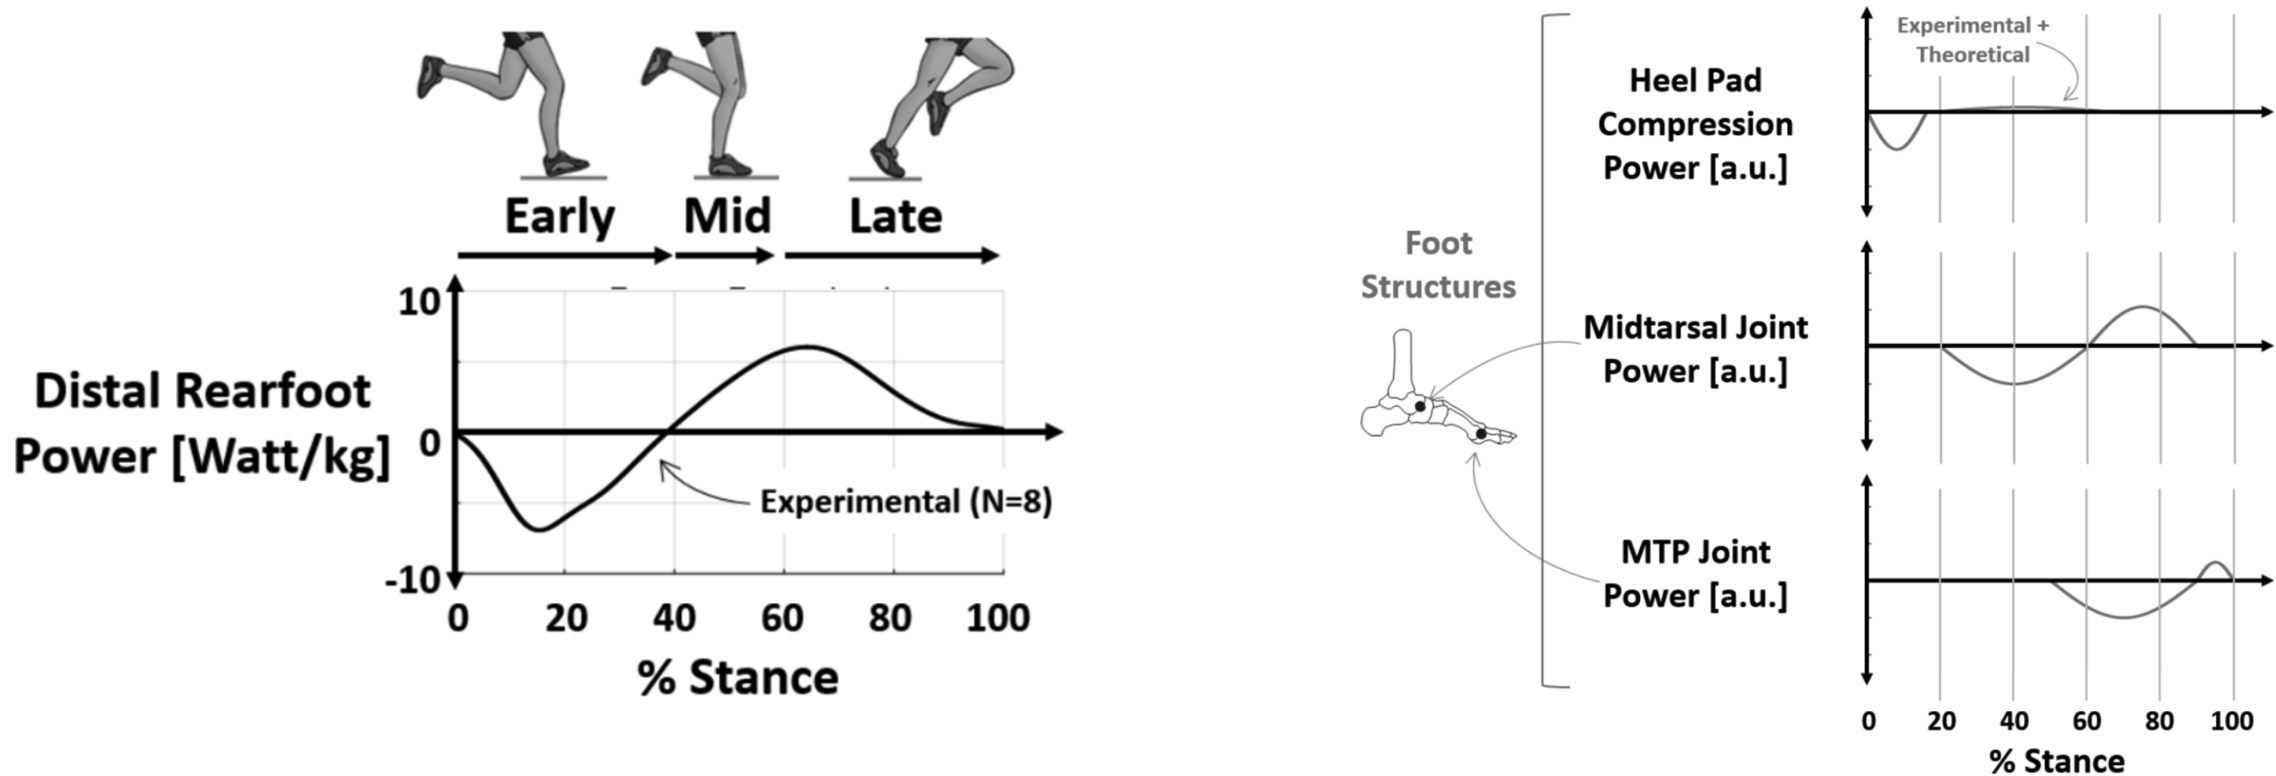 Early Mid Late
10
0
-10
Distal Rearfoot
Power [Watt/kg]
Experimental (N=8)
0 20 40 60 80 100
% Stance
Foot
Structures
Heel Pad
Compression
Power [a.u.]
Experimental +
Theoretical
Midtarsal Joint
Power [a.u.]
MTP Joint
Power [a.u.]
0 20 40 60 80 100
% Stance